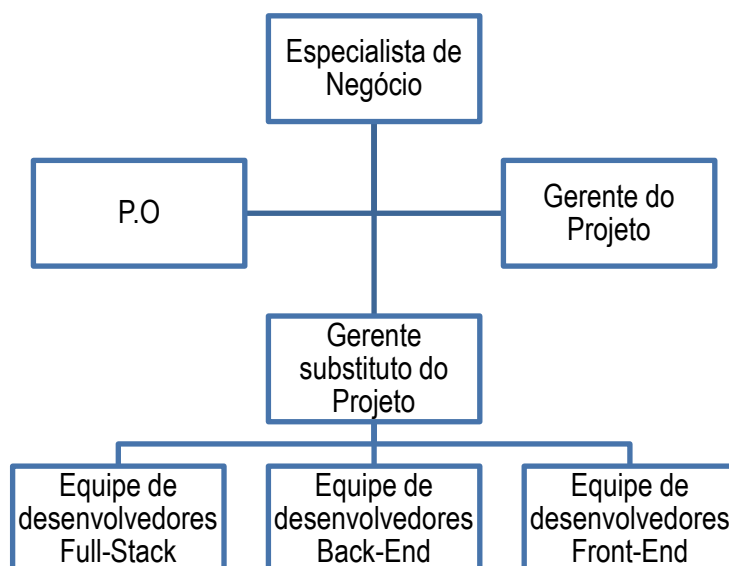 Especialista de
Negócio
P.O
Gerente do
Projeto
Gerente
substituto do
Projeto
Equipe de
desenvolvedores
Full-Stack
Equipe de
desenvolvedores
Back-End
Equipe de
desenvolvedores
Front-End